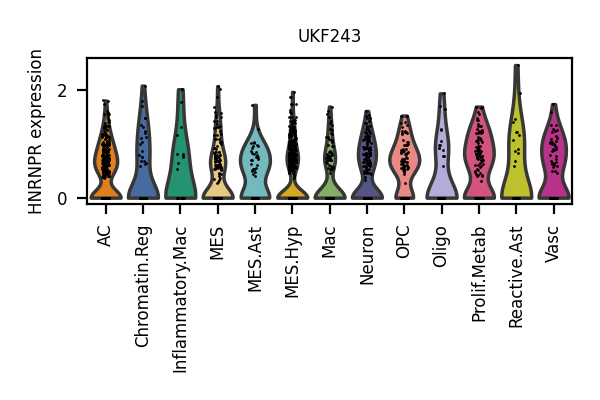 UKF243
HNRNPR expression
2
0
AC
Chromatin.Reg
Inflammatory.Mac
MES
MES.Ast
MES.Hyp
Mac
Neuron
OPC
Oligo
Prolif.Metab
Reactive.Ast
Vasc